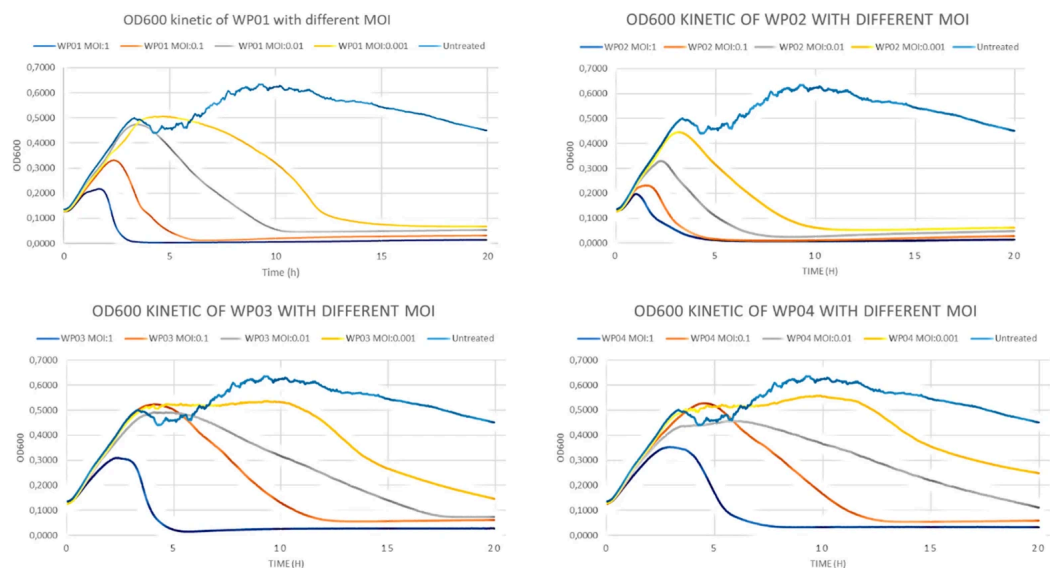 OD600 kinetic of WP01 with different MOI
WP01 MOI:1 WP01 MOI:0.1 WP01 MOI:0.01 WP01 MOI:0.001 Untreated
0,7000
0,6000
0,5000
0,4000
0,3000
0,2000
0,1000
0,0000
OD600
0 5 10 15 20
Time (h)
OD600 KINETIC OF WP02 WITH DIFFERENT MOI
WP02 MOI:1 WP02 MOI:0.1 WP02 MOI:0.01 WP02 MOI:0.001 Untreated
0,7000
0,6000
0,5000
0,4000
0,3000
0,2000
0,1000
0,0000
OD600
0 5 10 15 20
TIME (H)
OD600 KINETIC OF WP03 WITH DIFFERENT MOI
WP03 MOI:1 WP03 MOI:0.1 WP03 MOI:0.01 WP03 MOI:0.001 Untreated
0,7000
0,6000
0,5000
0,4000
0,3000
0,2000
0,1000
0,0000
OD600
0 5 10 15 20
TIME (H)
OD600 KINETIC OF WP04 WITH DIFFERENT MOI
WP04 MOI:1 WP04 MOI:0.1 WP04 MOI:0.01 WP04 MOI:0.001 Untreated
0,7000
0,6000
0,5000
0,4000
0,3000
0,2000
0,1000
0,0000
OD600
0 5 10 15 20
TIME (H)